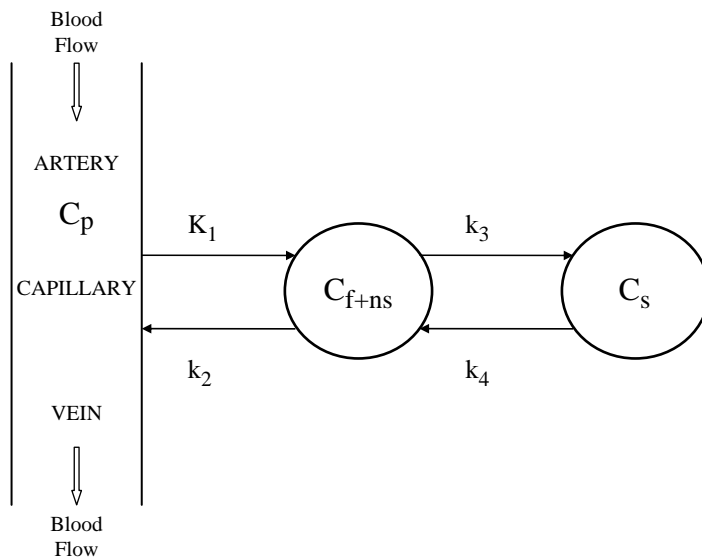 Blood
Flow
ARTERY
Cp
K1
k3
CAPILLARY
Cf+ns
Cs
k2
k4
VEIN
Blood
Flow